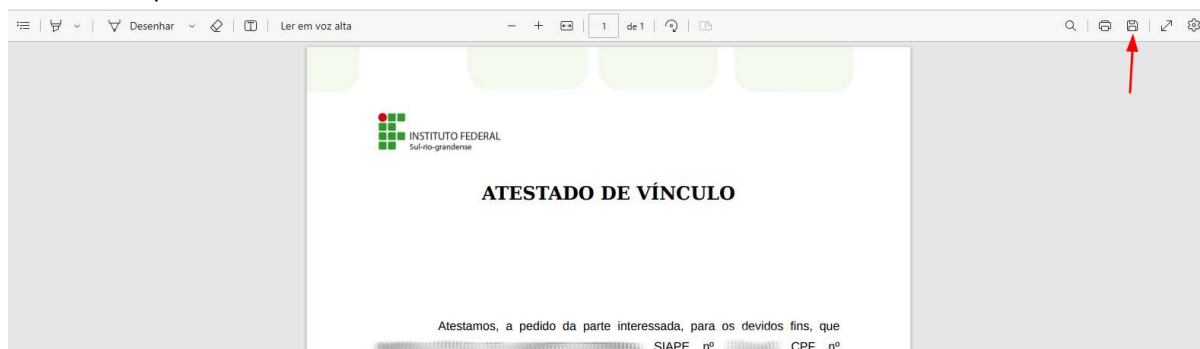 Desenhar Ler em voz alta 1 de 1
INSTITUTO FEDERAL
Sul-rio-grandense
ATESTADO DE VÍNCULO
Atestamos, a pedido da parte interessada, para os devidos fins, que
SIAPE nº CPF nº